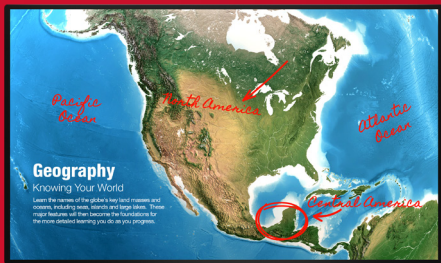 Pacific
Ocean
North America
Atlantic
Ocean
Geography
Knowing Your World
Learn the names of the globe's key land masses and
oceans, including seas, islands and large lakes. These
major features will then become the foundations for
the more detailed learning you do as you progress.
Central America